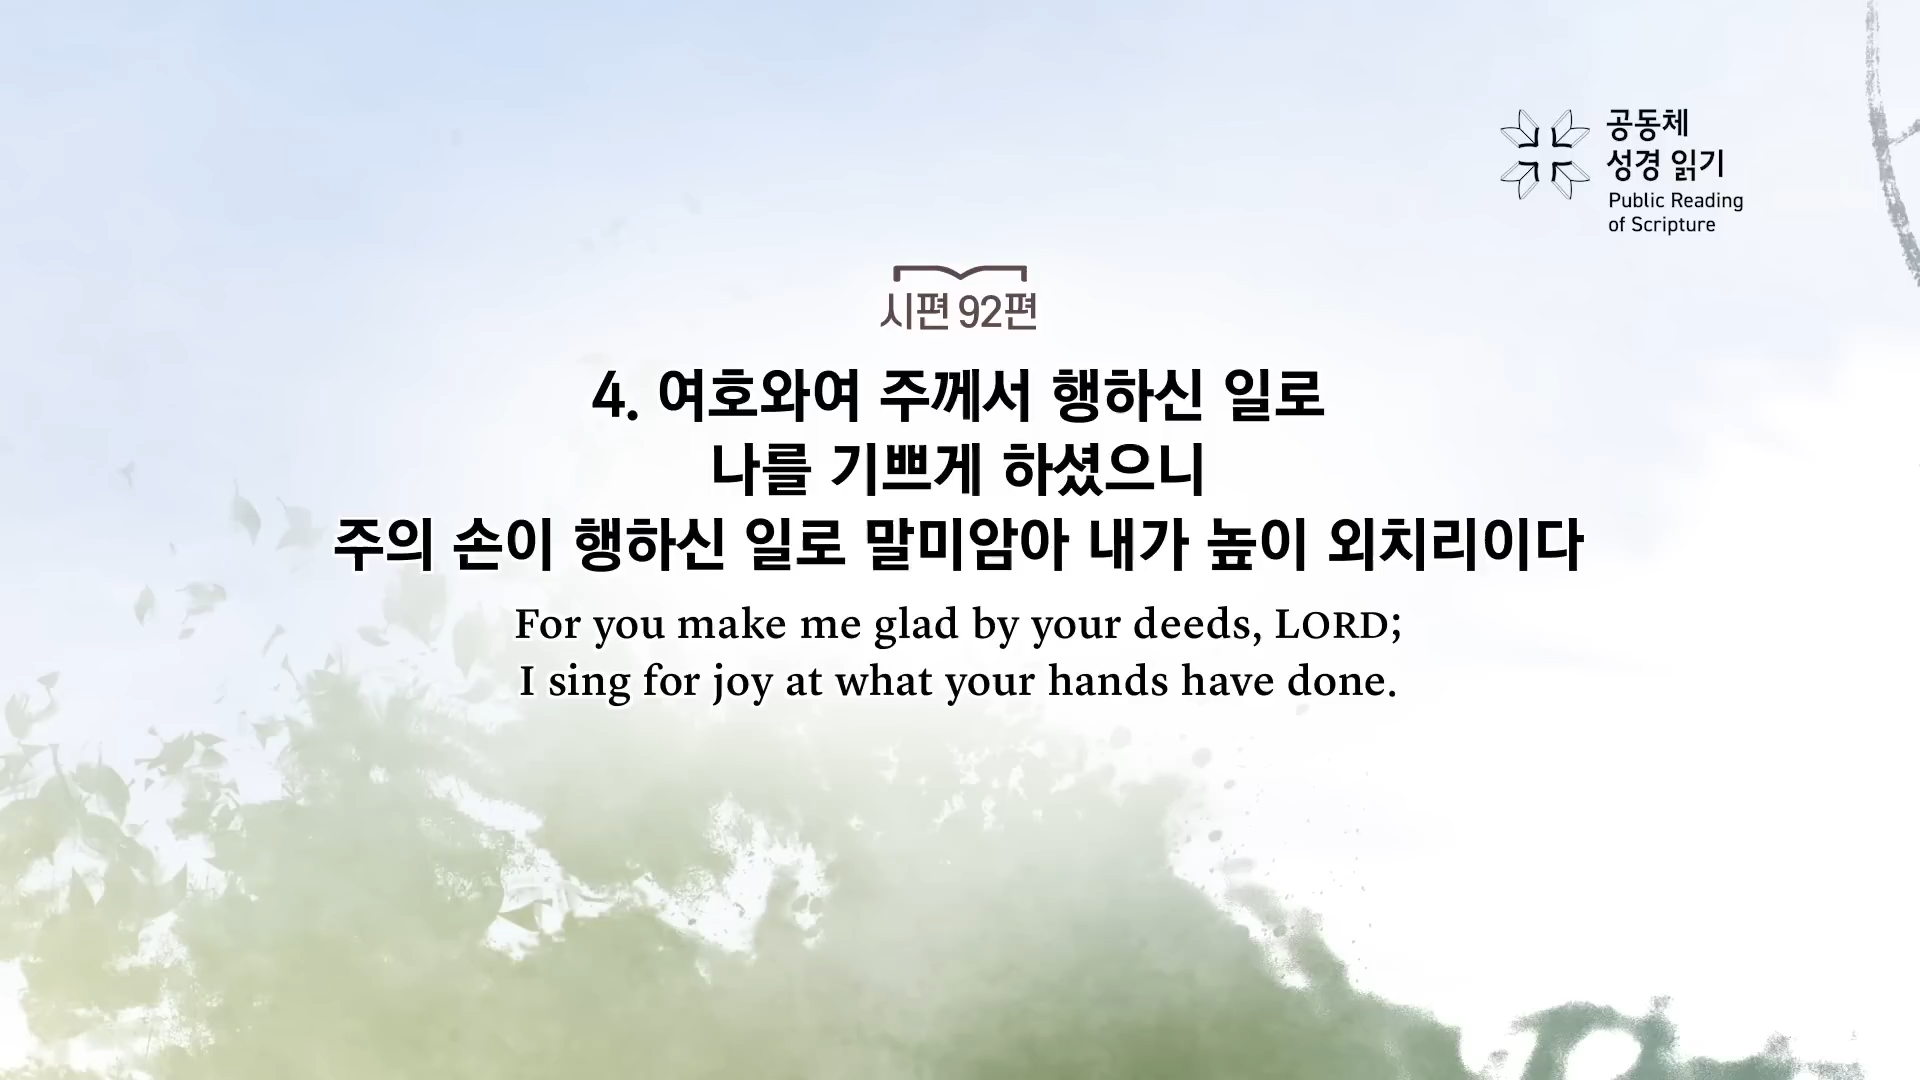 공동체
성경 읽기
Public Reading
of Scripture
시편 92편
4. 여호와여 주께서 행하신 일로
나를 기쁘게 하셨으니
주의 손이 행하신 일로 말미암아 내가 높이 외치리이다
For you make me glad by your deeds, LORD;
I sing for joy at what your hands have done.